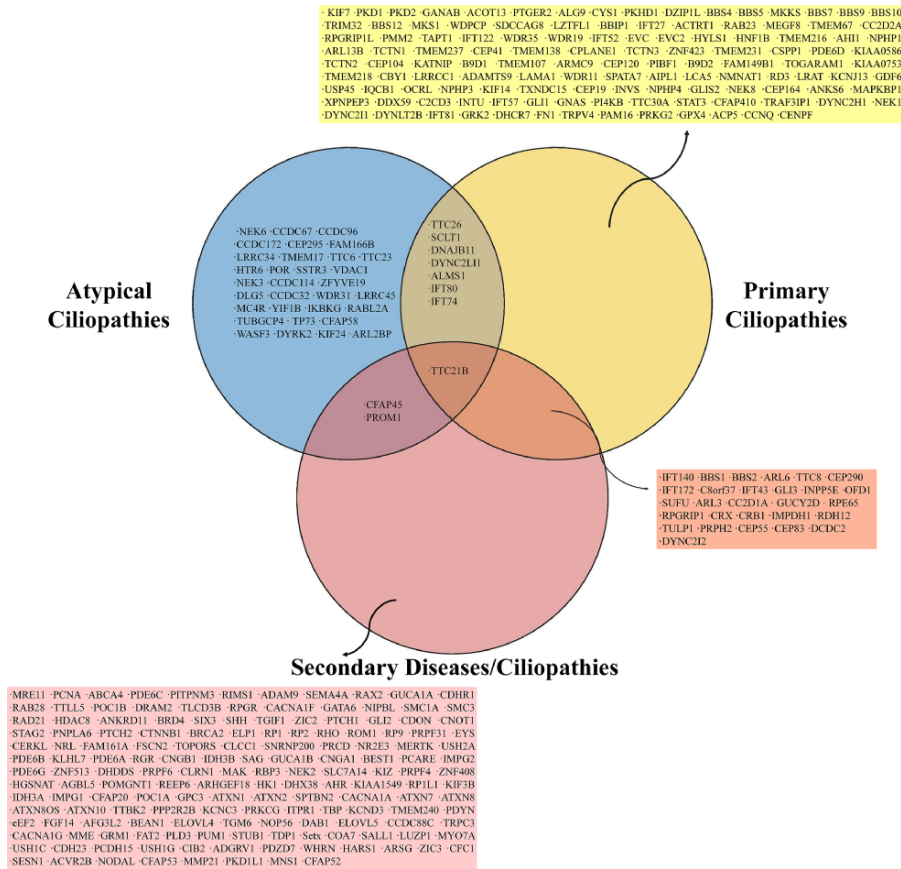 ·KIF7 ·PKD1 ·PKD2 ·GANAB ·ACOT13 ·PTGER2 ·ALG9 ·CYS1 ·PKHD1 ·DZIP1L ·BBS4 ·BBS5 ·MKKS ·BBS7 ·BBS9 ·BBS10
·TRIM32 ·BBS12 ·MKS1 ·WDPCP ·SDCCAG8 ·LZTFL1 ·BBIP1 ·IFT27 ·ACTRT1 ·RAB23 ·MEGF8 ·TMEM67 ·CC2D2A
·RPGRIP1L ·PMM2 ·TAPT1 ·IFT122 ·WDR35 ·WDR19 ·IFT52 ·EVC ·EVC2 ·HYLS1 ·HNF1B ·TMEM216 ·AHI1 ·NPHP1
·ARL13B ·TCTN1 ·TMEM237 ·CEP41 ·TMEM138 ·CPLANE1 ·TCTN3 ·ZNF423 ·TMEM231 ·CSPP1 ·PDE6D ·KIAA0586
·TCTN2 ·CEP104 ·KATNIP ·B9D1 ·TMEM107 ·ARMC9 ·CEP120 ·PIBF1 ·B9D2 ·FAM149B1 ·TOGARAM1 ·KIAA0753
·TMEM218 ·CBY1 ·LRRCC1 ·ADAMTS9 ·LAMA1 ·WDR11 ·SPATA7 ·AIPL1 ·LCA5 ·NMNAT1 ·RD3 ·LRAT ·KCNJ13 ·GDF6
·USP45 ·IQCB1 ·OCRL ·NPHP3 ·KIF14 ·TXNDC15 ·CEP19 ·INVS ·NPHP4 ·GLIS2 ·NEK8 ·CEP164 ·ANKS6 ·MAPKBP1
·XPNPEP3 ·DDX59 ·C2CD3 ·INTU ·IFT57 ·GLI1 ·GNAS ·PI4KB ·TTC30A ·STAT3 ·CFAP410 ·TRAF3IP1 ·DYNC2H1 ·NEK1
·DYNC2I1 ·DYNLT2B ·IFT81 ·GRK2 ·DHCR7 ·FN1 ·TRPV4 ·PAM16 ·PRKG2 ·GPX4 ·ACP5 ·CCNQ ·CENPF
·NEK6 ·CCDC67 ·CCDC96
·CCDC172 ·CEP295 ·FAM166B
·LRRC34 ·TMEM17 ·TTC6 ·TTC23
·HTR6 ·POR ·SSTR3 ·VDAC1
·NEK3 ·CCDC114 ·ZFYVE19
·DLG5 ·CCDC32 ·WDR31 ·LRRC45
·MC4R ·YIF1B ·IKBKG ·RABL2A
·TUBGCP4 ·TP73 ·CFAP58
·WASF3 ·DYRK2 ·KIF24 ·ARL2BP
·TTC26
·SCLT1
·DNAJB11
·DYNC2LI1
·ALMS1
·IFT80
·IFT74
Atypical
Ciliopathies
Primary
Ciliopathies
·TTC21B
·CFAP45
·PROM1
·IFT140 ·BBS1 ·BBS2 ·ARL6 ·TTC8 ·CEP290
·IFT172 ·C8orf37 ·IFT43 ·GLI3 ·INPP5E ·OFD1
·SUFU ·ARL3 ·CC2D1A ·GUCY2D ·RPE65
·RPGRIP1 ·CRX ·CRB1 ·IMPDH1 ·RDH12
·TULP1 ·PRPH2 ·CEP55 ·CEP83 ·DCDC2
·DYNC2I2
Secondary Diseases/Ciliopathies
·MRE11 ·PCNA ·ABCA4 ·PDE6C ·PITPNM3 ·RIMS1 ·ADAM9 ·SEMA4A ·RAX2 ·GUCA1A ·CDHR1
·RAB28 ·TTLL5 ·POC1B ·DRAM2 ·TLCD3B ·RPGR ·CACNA1F ·GATA6 ·NIPBL ·SMC1A ·SMC3
·RAD21 ·HDAC8 ·ANKRD11 ·BRD4 ·SIX3 ·SHH ·TGIF1 ·ZIC2 ·PTCH1 ·GLI2 ·CDON ·CNOT1
·STAG2 ·PNPLA6 ·PTCH2 ·CTNNB1 ·BRCA2 ·ELP1 ·RP1 ·RP2 ·RHO ·ROM1 ·RP9 ·PRPF31 ·EYS
·CERKL ·NRL ·FAM161A ·FSCN2 ·TOPORS ·CLCC1 ·SNRNP200 ·PRCD ·NR2E3 ·MERTK ·USH2A
·PDE6B ·KLHL7 ·PDE6A ·RGR ·CNGB1 ·IDH3B ·SAG ·GUCA1B ·CNGA1 ·BEST1 ·PCARE ·IMPG2
·PDE6G ·ZNF513 ·DHDDS ·PRPF6 ·CLRN1 ·MAK ·RBP3 ·NEK2 ·SLC7A14 ·KIZ ·PRPF4 ·ZNF408
·HGSNAT ·AGBL5 ·POMGNT1 ·REEP6 ·ARHGEF18 ·HK1 ·DHX38 ·AHR ·KIAA1549 ·RP1L1 ·KIF3B
·IDH3A ·IMPG1 ·CFAP20 ·POC1A ·GPC3 ·ATXN1 ·ATXN2 ·SPTBN2 ·CACNA1A ·ATXN7 ·ATXN8
·ATXN8OS ·ATXN10 ·TTBK2 ·PPP2R2B ·KCNC3 ·PRKCG ·ITPR1 ·TBP ·KCND3 ·TMEM240 ·PDYN
·eEF2 ·FGF14 ·AFG3L2 ·BEAN1 ·ELOVL4 ·TGM6 ·NOP56 ·DAB1 ·ELOVL5 ·CCDC88C ·TRPC3
·CACNA1G ·MME ·GRM1 ·FAT2 ·PLD3 ·PUM1 ·STUB1 ·TDP1 ·Setx ·COA7 ·SALL1 ·LUZP1 ·MYO7A
·USH1C ·CDH23 ·PCDH15 ·USH1G ·CIB2 ·ADGRV1 ·PDZD7 ·WHRN ·HARS1 ·ARSG ·ZIC3 ·CFC1
·SESN1 ·ACVR2B ·NODAL ·CFAP53 ·MMP21 ·PKD1L1 ·MNS1 ·CFAP52